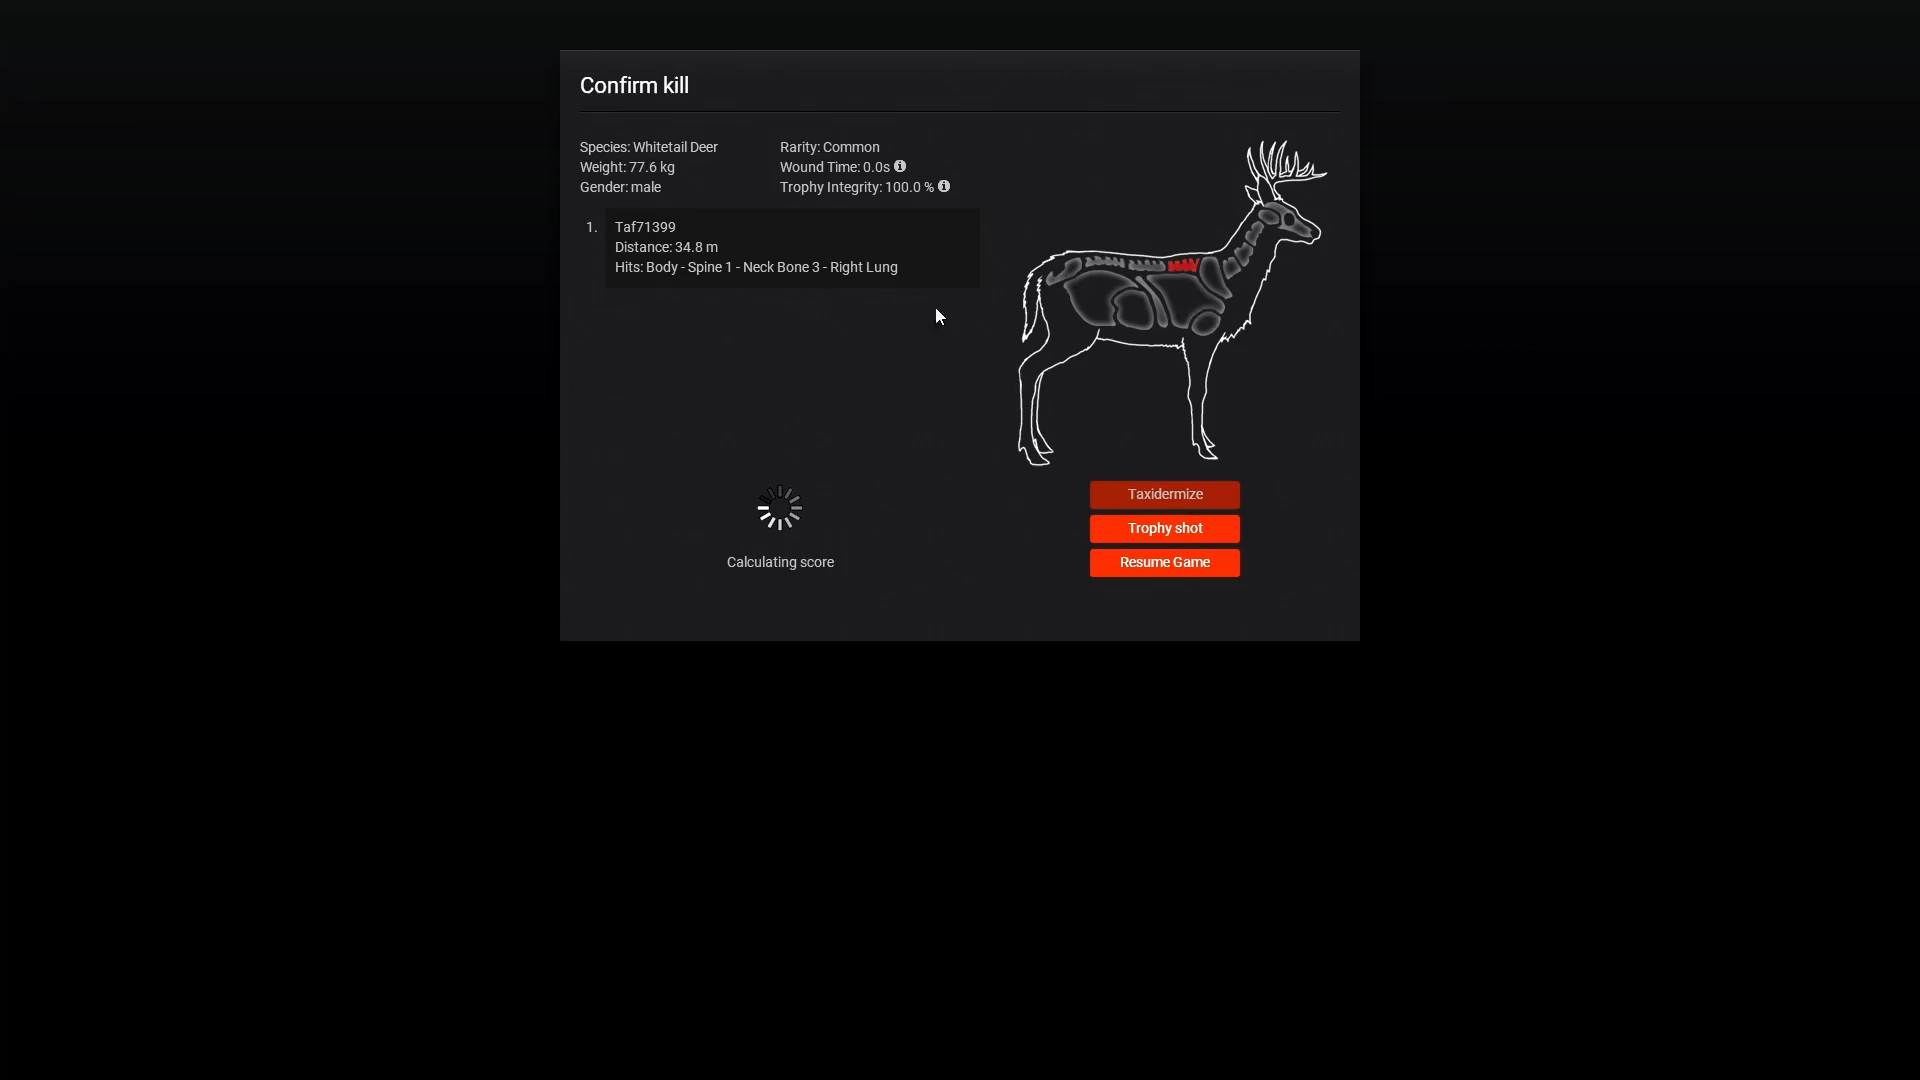 Confirm kill
Species: Whitetail Deer
Weight: 77.6 kg
Gender: male
Rarity: Common
Wound Time: 0.0s
Trophy Integrity: 100.0 %
1.
Taf71399
Distance: 34.8 m
Hits: Body - Spine 1 - Neck Bone 3 - Right Lung
Calculating score
Taxidermize
Trophy shot
Resume Game